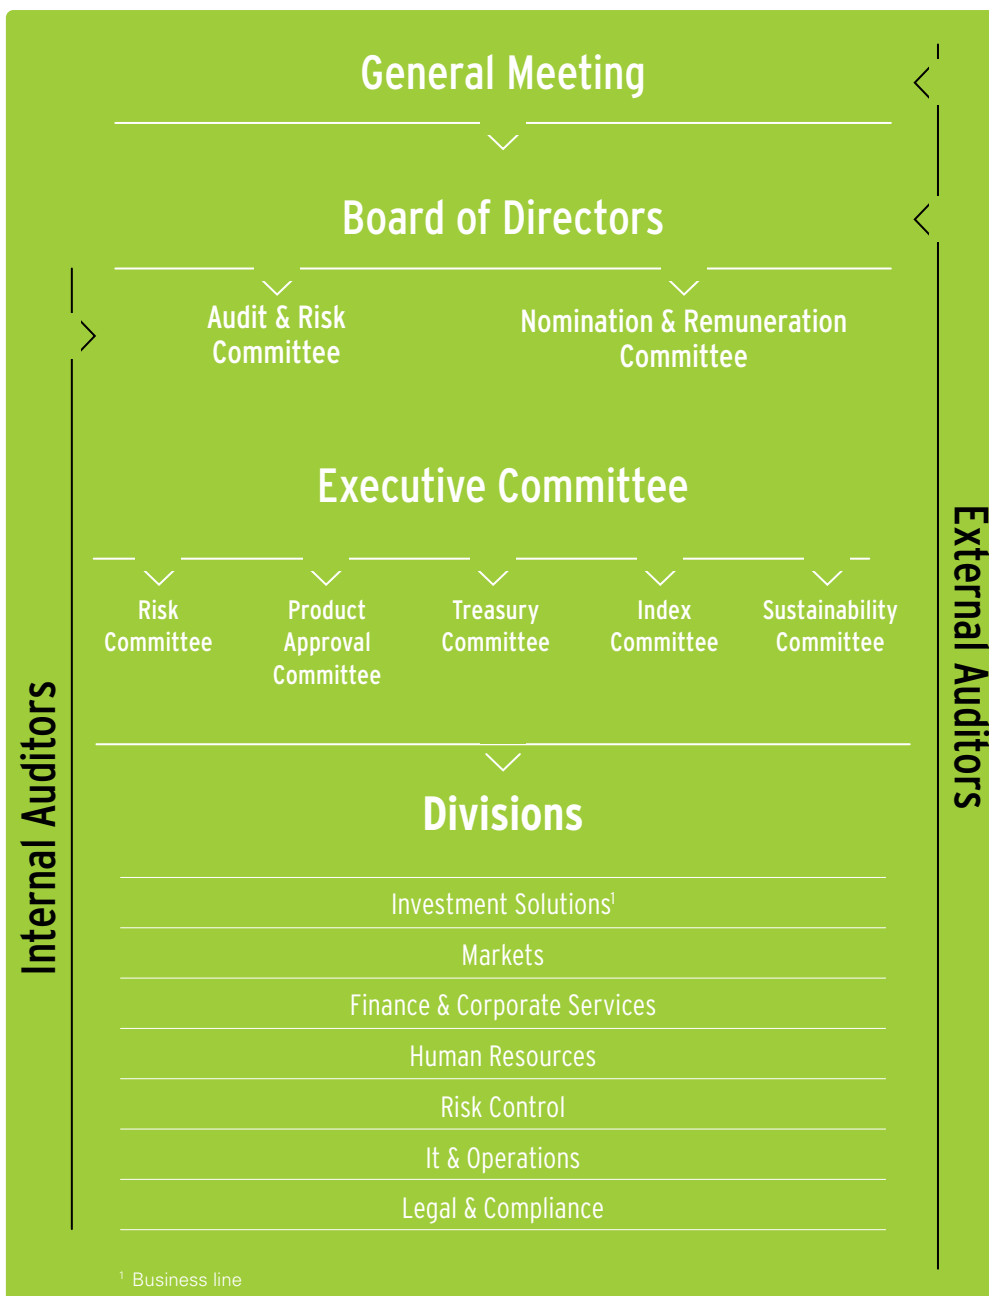 General Meeting
Board of Directors
Audit & Risk
Committee
Nomination & Remuneration
Committee
Executive Committee
Risk
Committee
Product
Approval
Committee
Treasury
Committee
Index
Committee
Sustainability
Committee
Divisions
Investment Solutions¹
Markets
Finance & Corporate Services
Human Resources
Risk Control
It & Operations
Legal & Compliance
¹ Business line
Internal Auditors
External Auditors